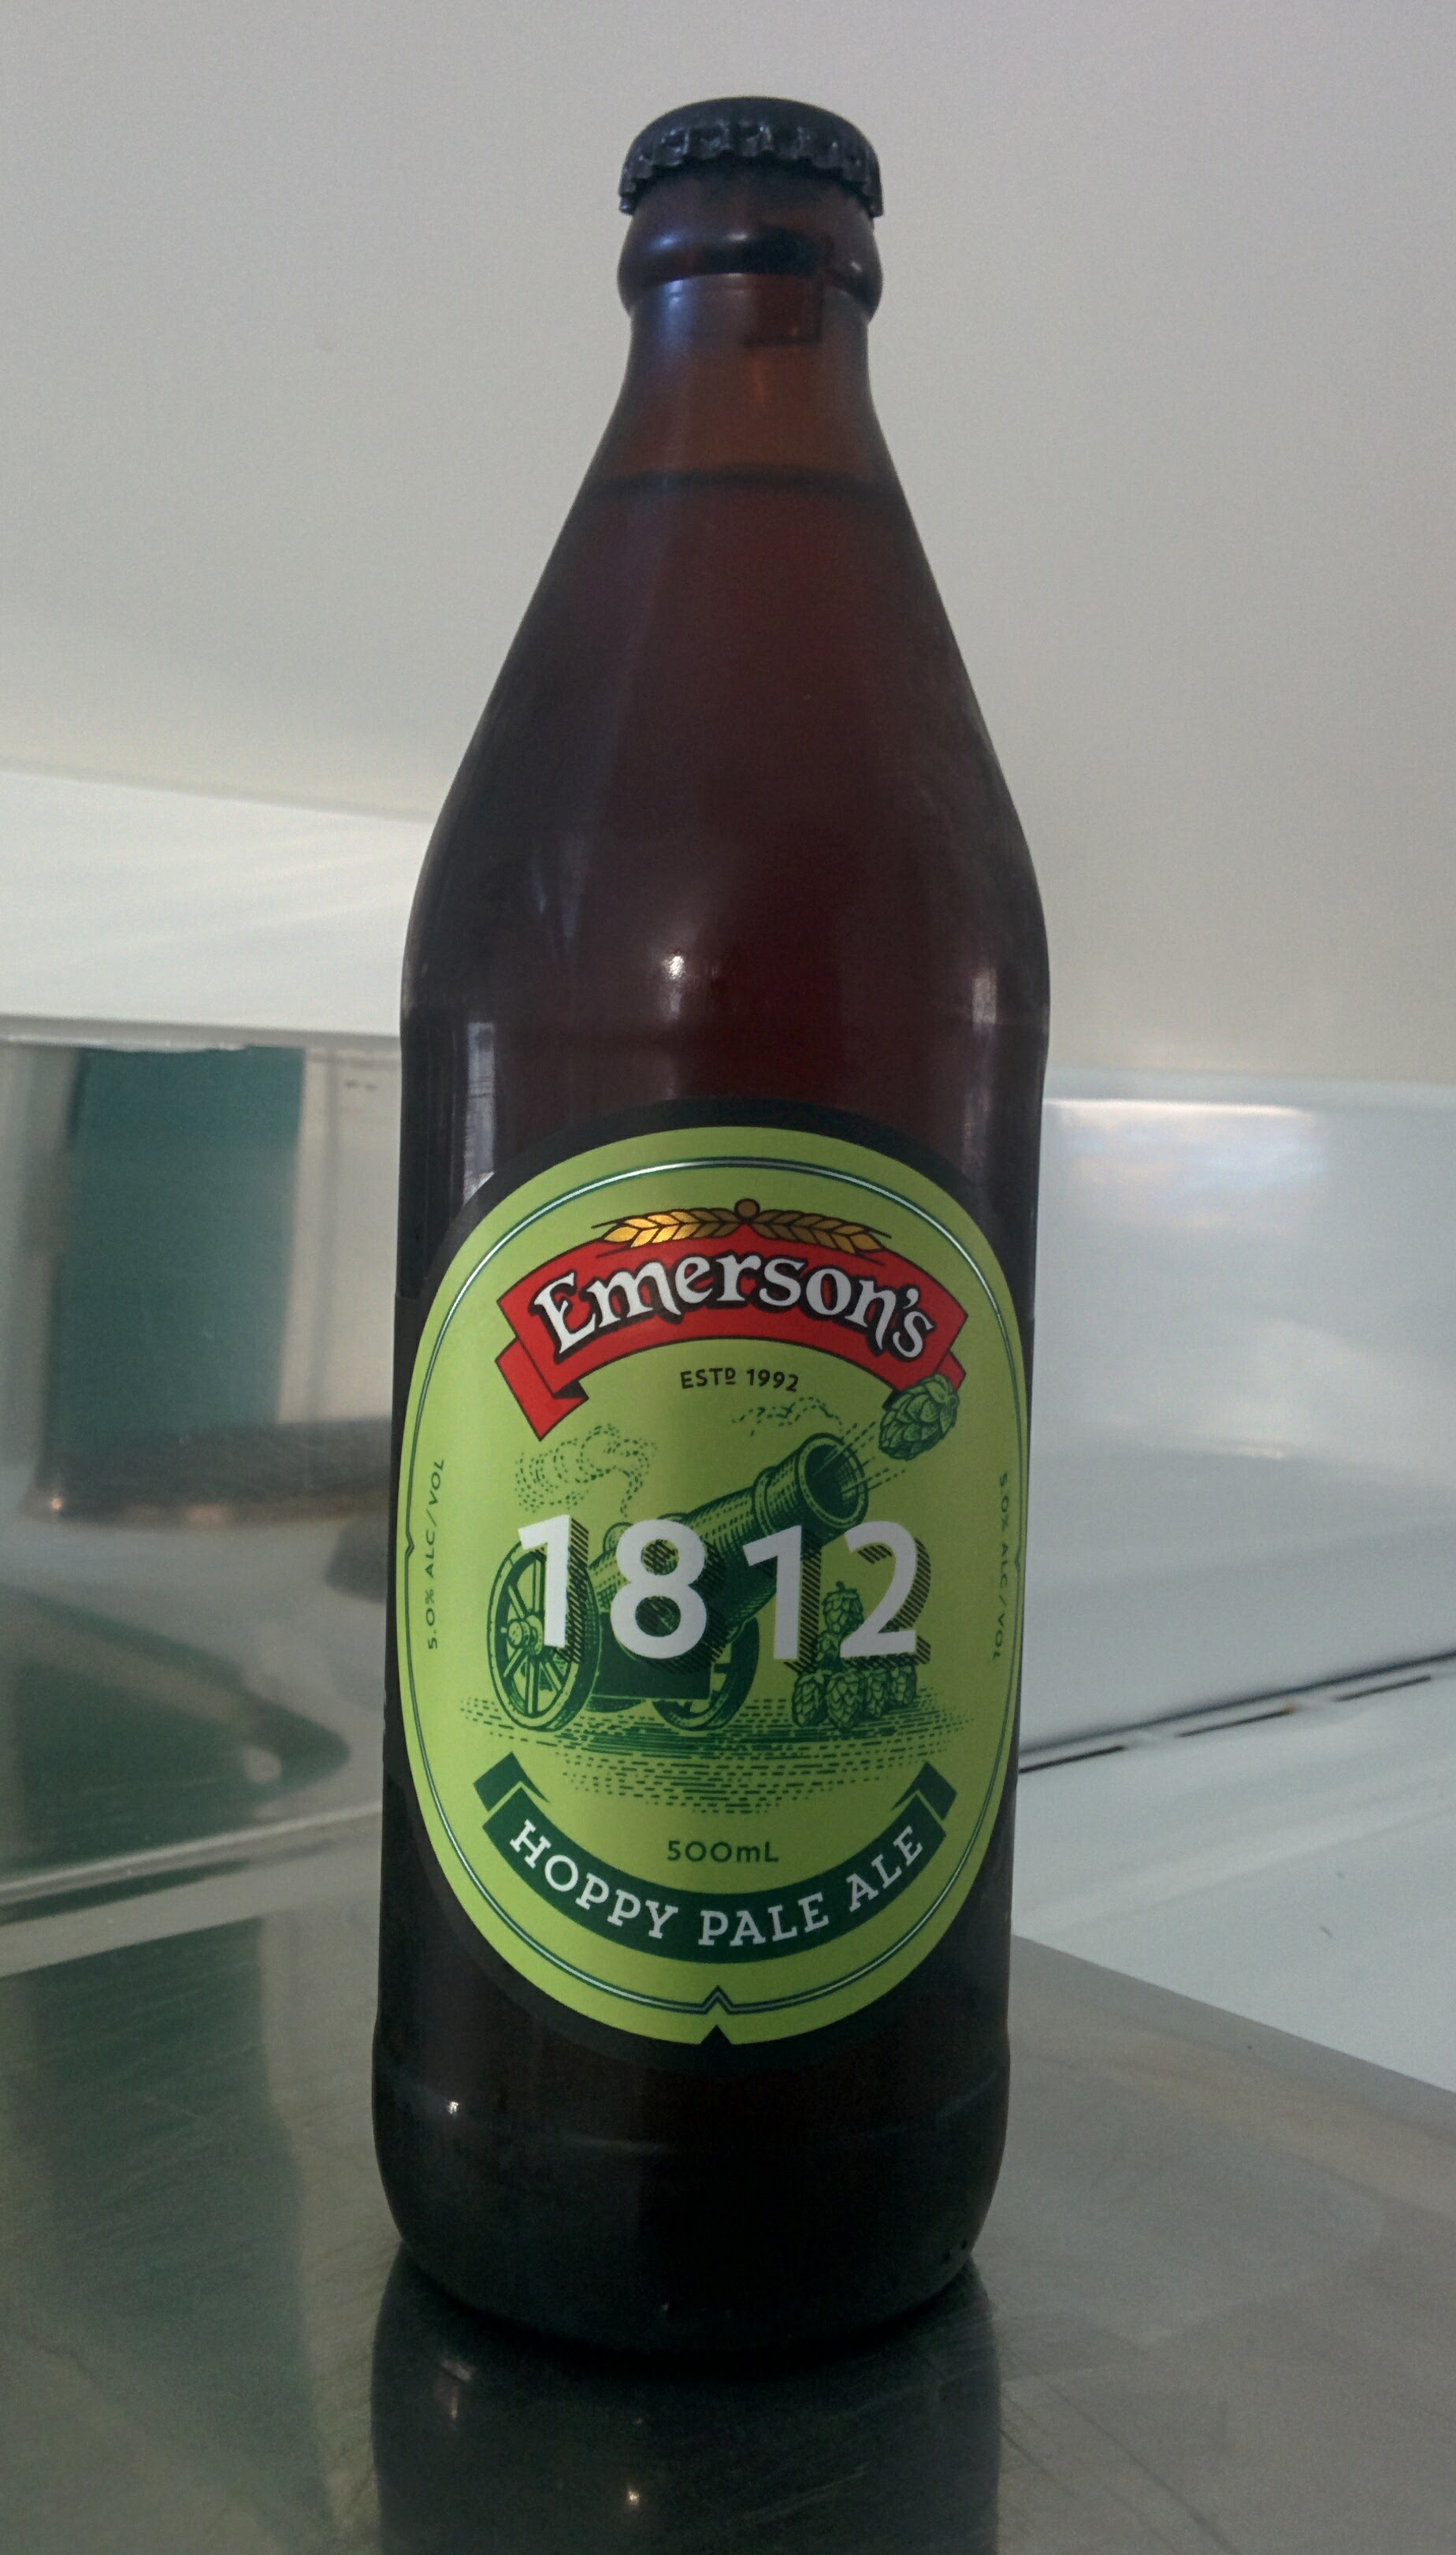 Emerson's
ESTD 1992
5.0% ALC/VOL
5.0% ALC/VOL
1812
500mL
HOPPY PALE ALE